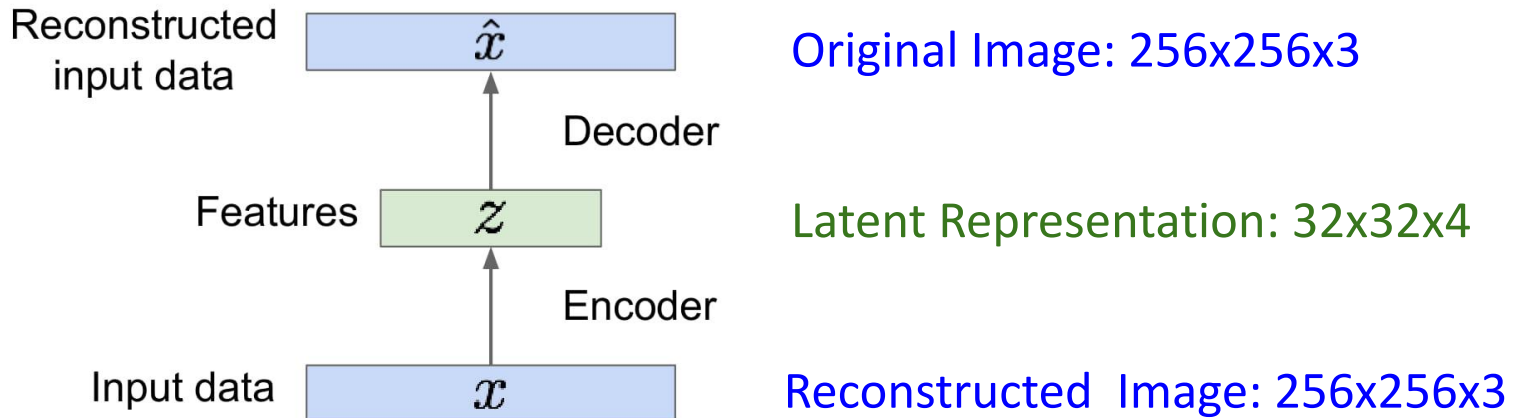 Reconstructed
input data
x̂
Original Image: 256x256x3
Decoder
Features
z
Latent Representation: 32x32x4
Encoder
Input data
x
Reconstructed Image: 256x256x3